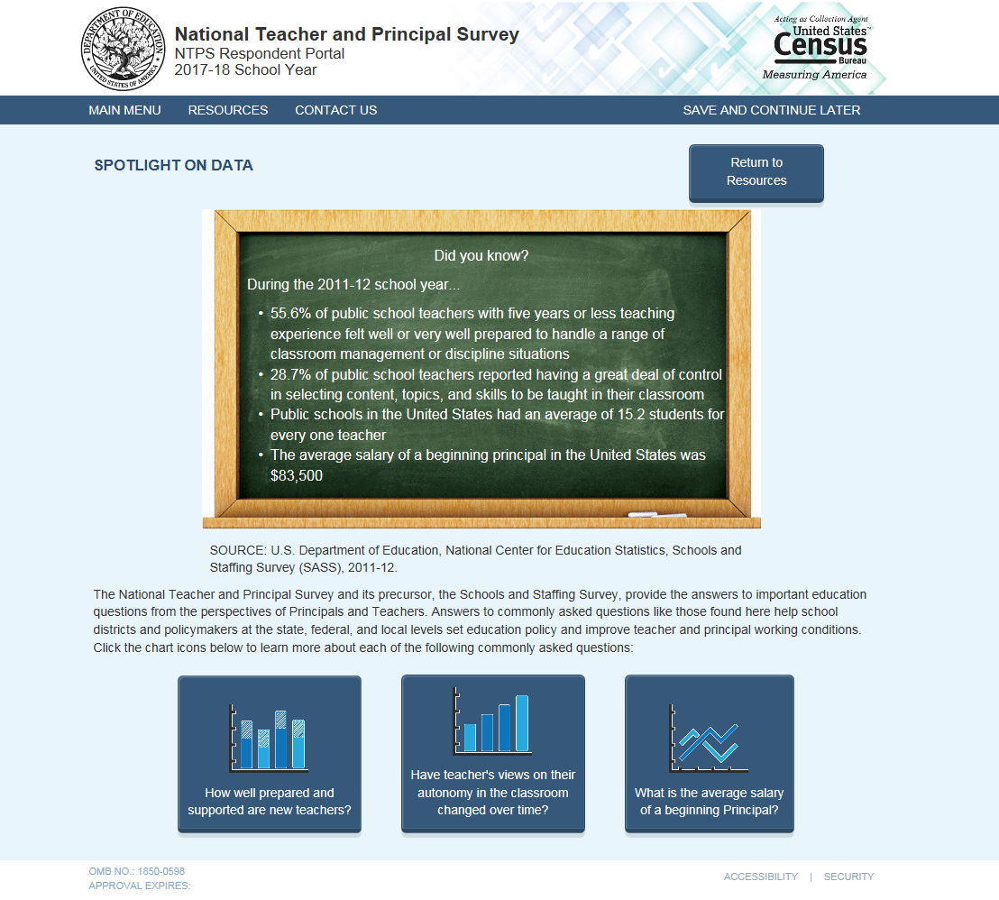 DEPARTMENT OF EDUCATION
UNITED STATES OF AMERICA
National Teacher and Principal Survey
NTPS Respondent Portal
2017-18 School Year
Acting as Collection Agent
United States™
Census
Bureau
Measuring America
MAIN MENU RESOURCES CONTACT US SAVE AND CONTINUE LATER
SPOTLIGHT ON DATA
Return to
Resources
Did you know?
During the 2011-12 school year...
• 55.6% of public school teachers with five years or less teaching
experience felt well or very well prepared to handle a range of
classroom management or discipline situations
• 28.7% of public school teachers reported having a great deal of control
in selecting content, topics, and skills to be taught in their classroom
• Public schools in the United States had an average of 15.2 students for
every one teacher
• The average salary of a beginning principal in the United States was
$83,500
SOURCE: U.S. Department of Education, National Center for Education Statistics, Schools and
Staffing Survey (SASS), 2011-12.
The National Teacher and Principal Survey and its precursor, the Schools and Staffing Survey, provide the answers to important education
questions from the perspectives of Principals and Teachers. Answers to commonly asked questions like those found here help school
districts and policymakers at the state, federal, and local levels set education policy and improve teacher and principal working conditions.
Click the chart icons below to learn more about each of the following commonly asked questions:
How well prepared and
supported are new teachers?
Have teacher's views on their
autonomy in the classroom
changed over time?
What is the average salary
of a beginning Principal?
OMB NO.: 1850-0598
APPROVAL EXPIRES:
ACCESSIBILITY | SECURITY